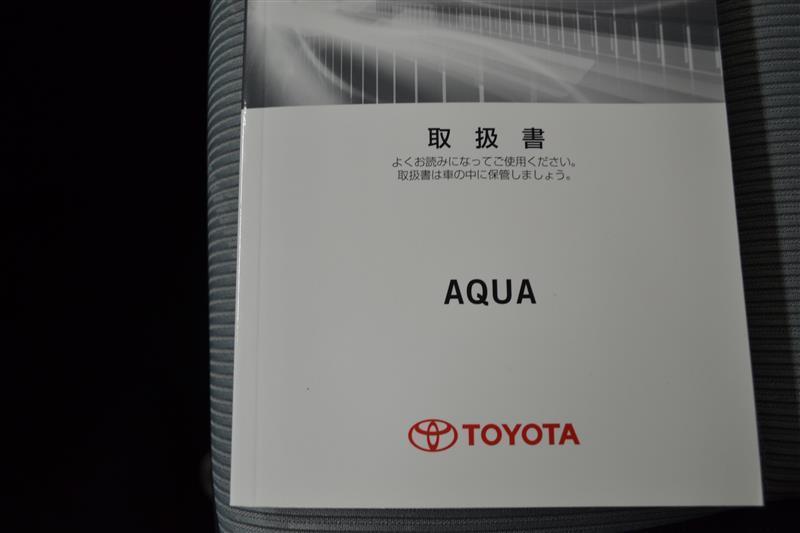 取扱書
よくお読みになってご使用ください。
取扱書は車の中に保管しましょう。
AQUA
TOYOTA